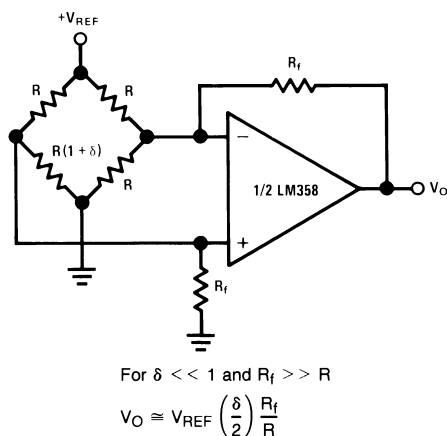 +VREF
R
R
R(1 + δ)
R
Rf
−
1/2 LM358
VO
+
Rf
For δ << 1 and Rf >> R
VO ≅ VREF (δ/2) Rf/R